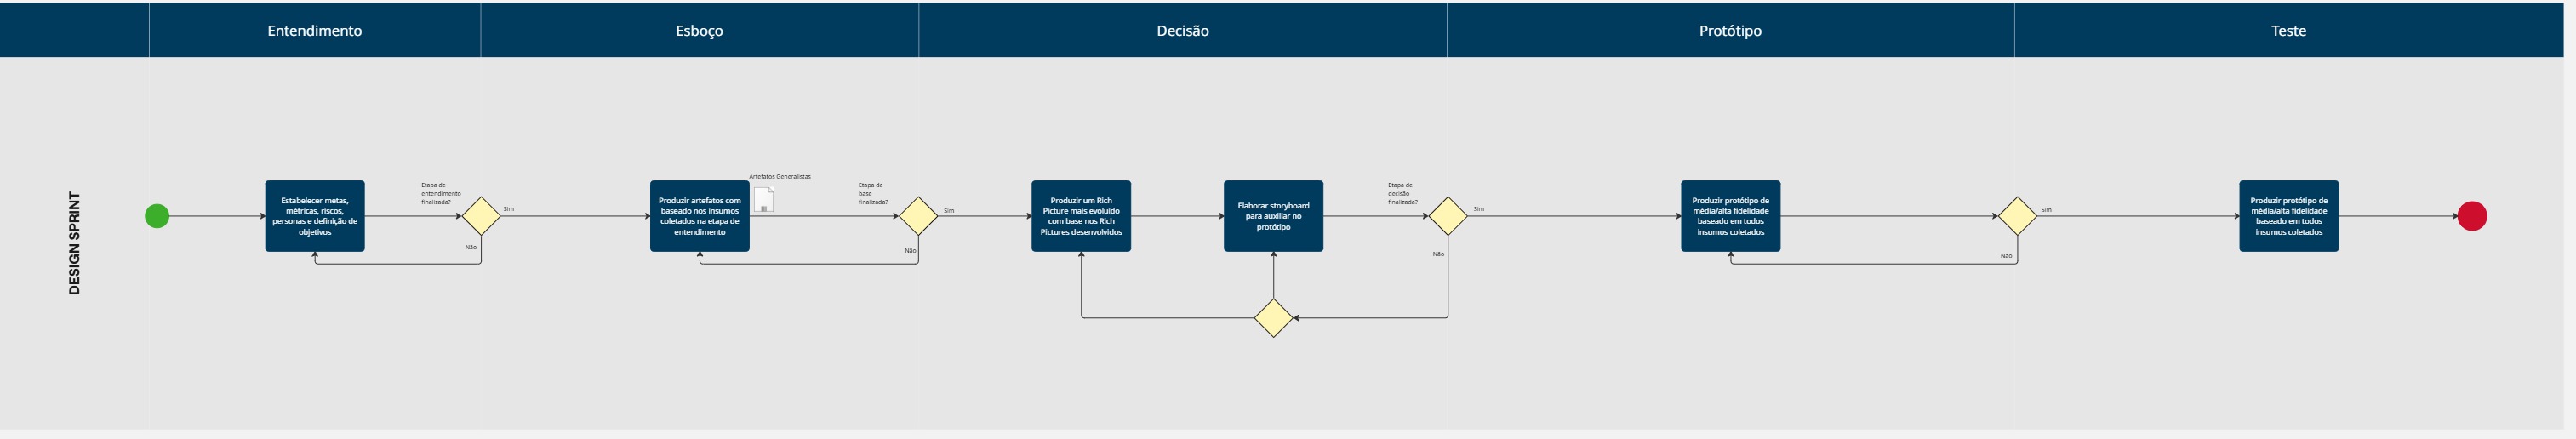 Entendimento
Esboço
Decisão
Protótipo
Teste
DESIGN SPRINT
Estabelecer metas,
métricas, riscos,
personas e definição de
objetivos
Etapa de
entendimento
finalizada?
Sim
Não
Produzir artefatos com
baseado nos insumos
coletados na etapa de
entendimento
Artefatos Generalistas
Etapa de
base
finalizada?
Sim
Não
Produzir um Rich
Picture mais evoluído
com base nos Rich
Pictures desenvolvidos
Elaborar storyboard
para auxiliar no
protótipo
Etapa de
decisão
finalizada?
Sim
Não
Produzir protótipo de
média/alta fidelidade
baseado em todos
insumos coletados
Sim
Não
Produzir protótipo de
média/alta fidelidade
baseado em todos
insumos coletados